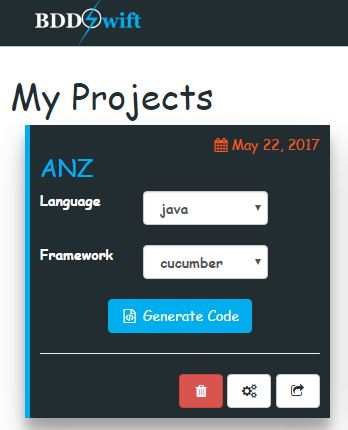 BDDSwift
My Projects
May 22, 2017
ANZ
Language java
Framework cucumber
Generate Code